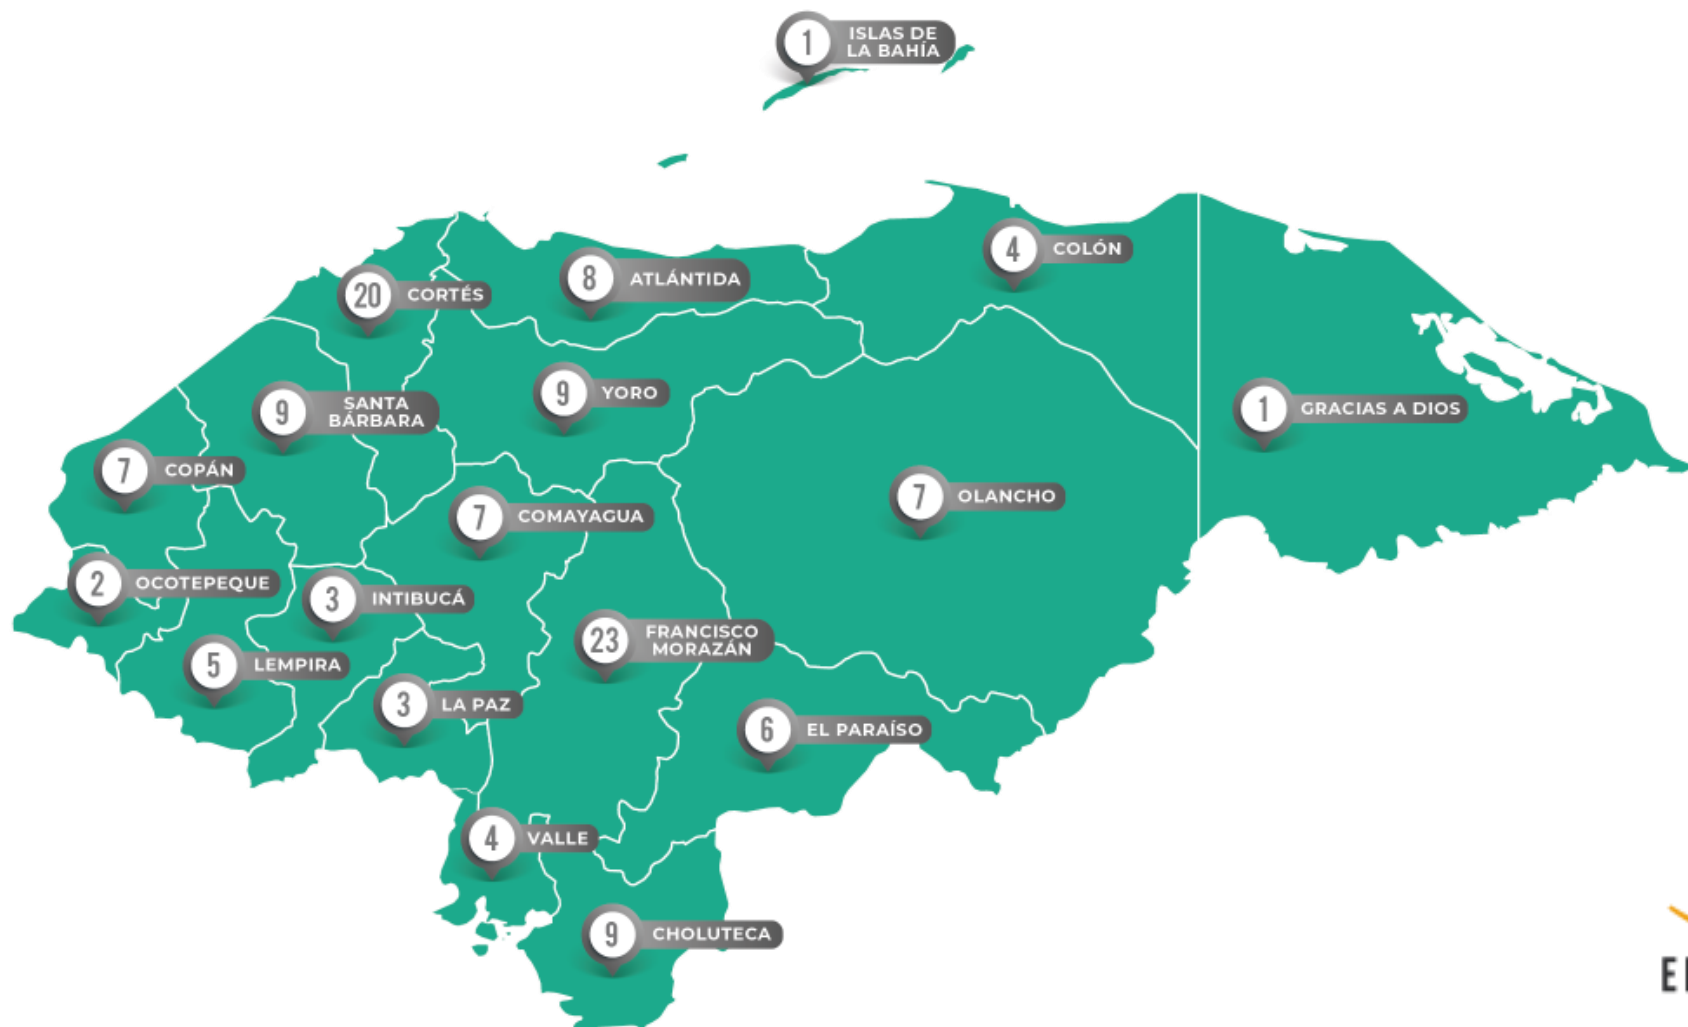 1
ISLAS DE
LA BAHÍA
4
COLÓN
8
ATLÁNTIDA
20
CORTÉS
9
YORO
9
SANTA
BÁRBARA
1
GRACIAS A DIOS
7
COPÁN
7
OLANCHO
7
COMAYAGUA
2
OCOTEPEQUE
3
INTIBUCÁ
23
FRANCISCO
MORAZÁN
5
LEMPIRA
3
LA PAZ
6
EL PARAÍSO
4
VALLE
9
CHOLUTECA